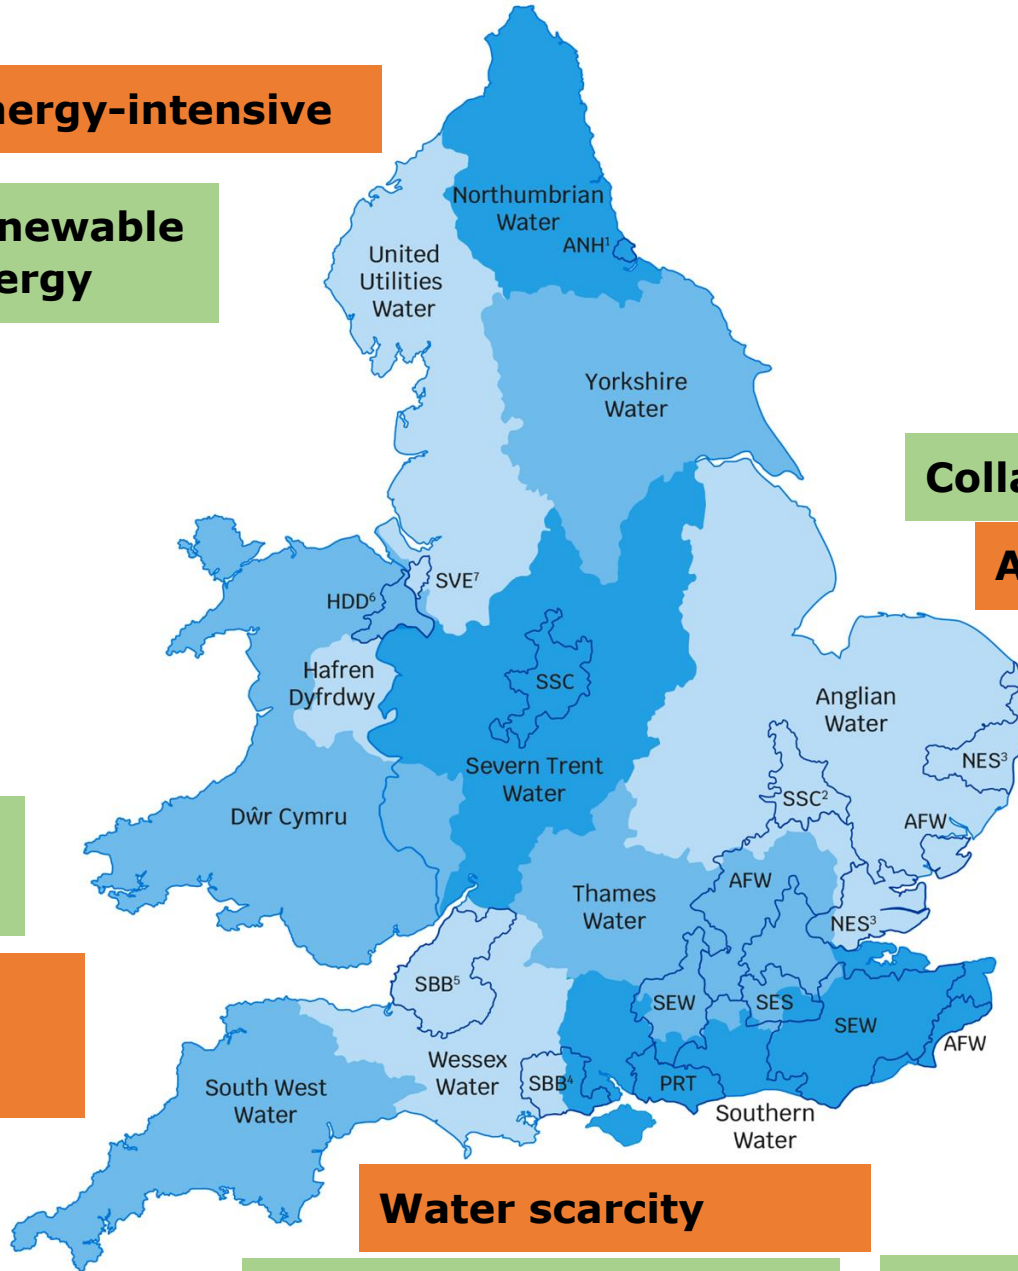 nergy-intensive
newable
ergy
Northumbrian
Water
ANH¹
United
Utilities
Water
Yorkshire
Water
Colla
A
SVE⁷
HDD⁶
Hafren
Dyfrdwy
SSC
Anglian
Water
NES³
Severn Trent
Water
SSC²
Dŵr Cymru
AFW
AFW
Thames
Water
NES³
SBB⁵
SEW
SES
SEW
AFW
Wessex
Water
SBB⁴
PRT
South West
Water
Southern
Water
Water scarcity